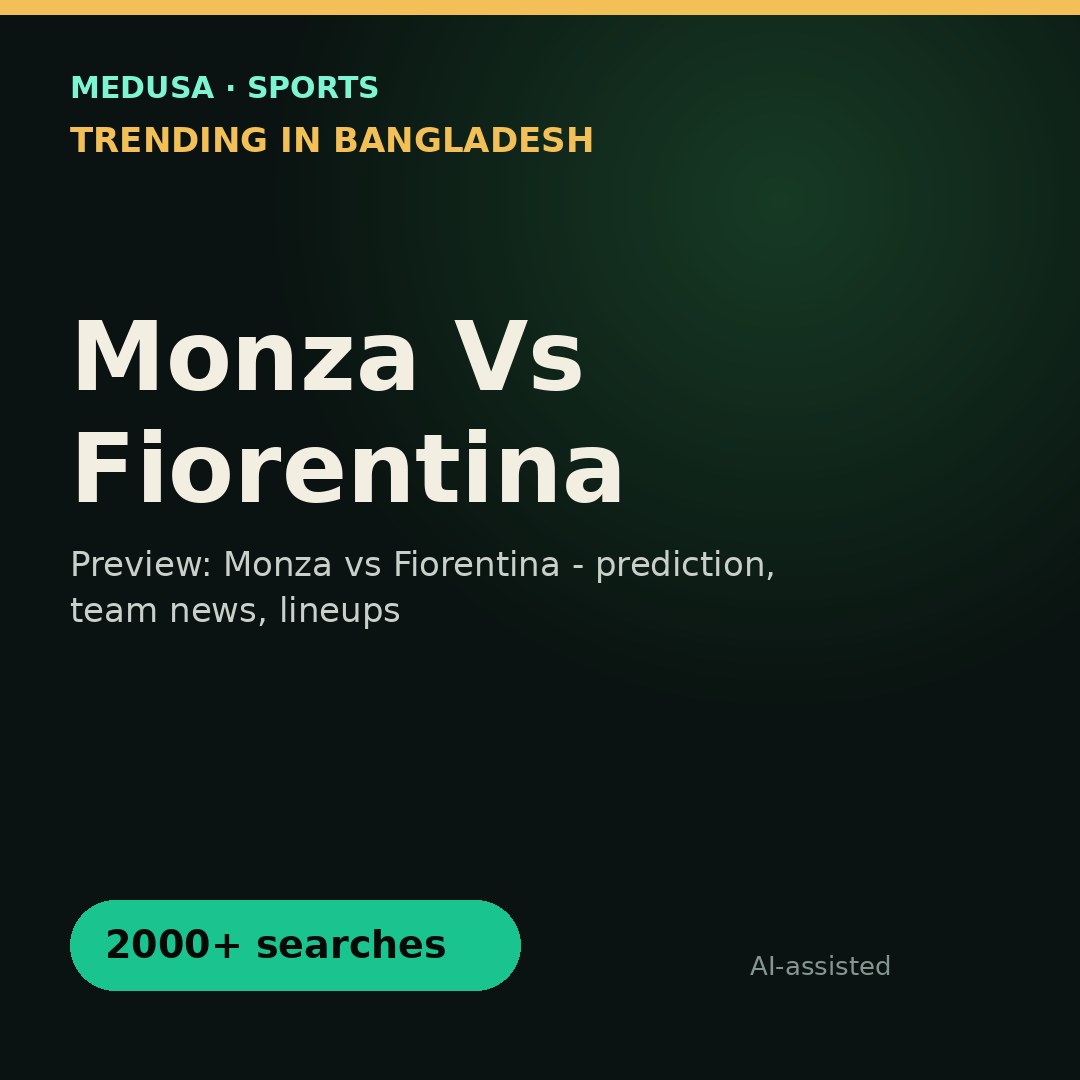 MEDUSA · SPORTS
TRENDING IN BANGLADESH
Monza Vs
Fiorentina
Preview: Monza vs Fiorentina - prediction,
team news, lineups
2000+ searches
AI-assisted